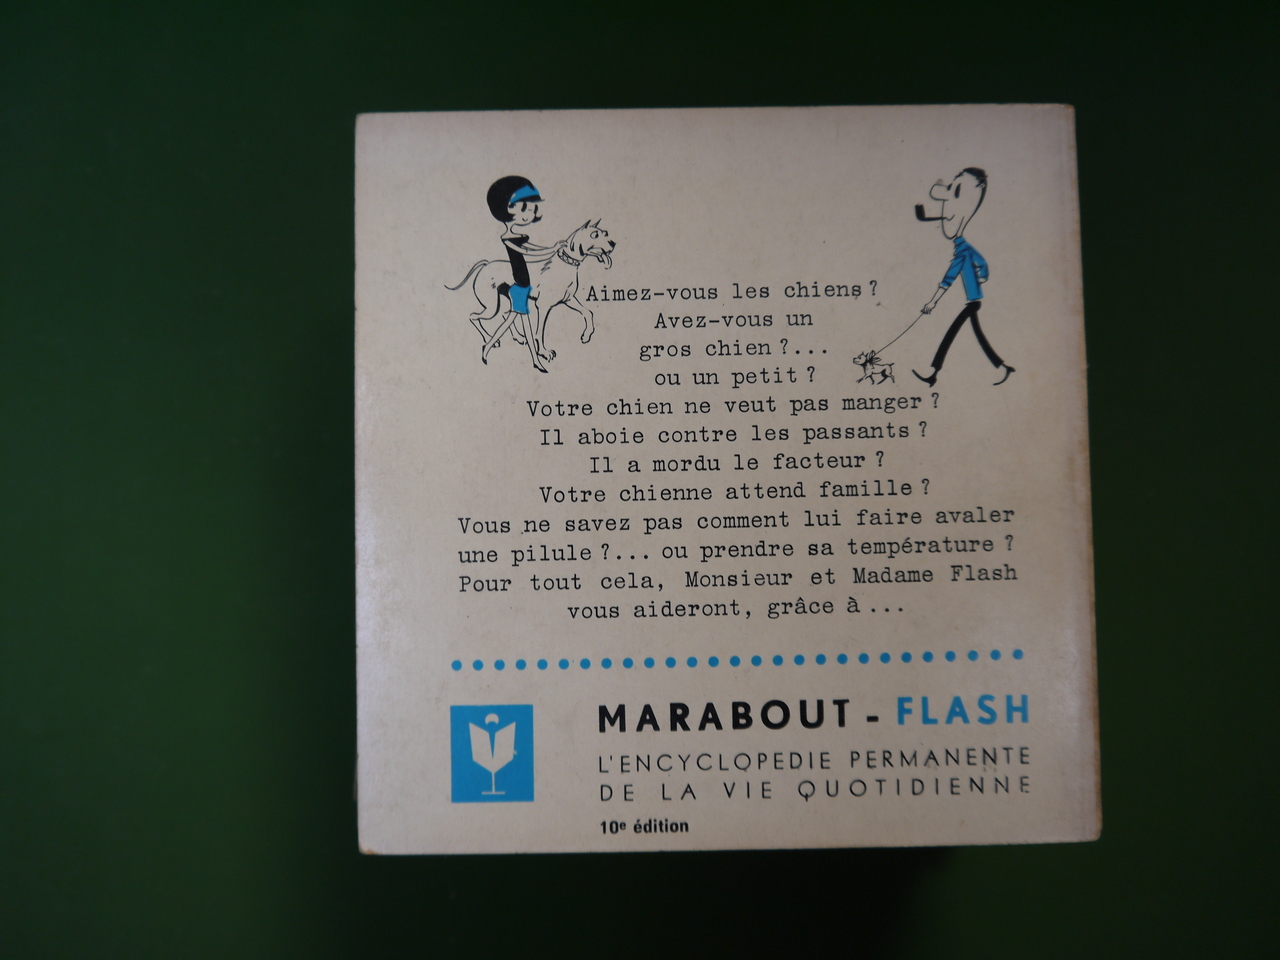 Aimez-vous les chiens ?
Avez-vous un
gros chien ?...
ou un petit ?
Votre chien ne veut pas manger ?
Il aboie contre les passants ?
Il a mordu le facteur ?
Votre chienne attend famille ?
Vous ne savez pas comment lui faire avaler
une pilule ?... ou prendre sa température ?
Pour tout cela, Monsieur et Madame Flash
vous aideront, grâce à ...
MARABOUT - FLASH
L'ENCYCLOPEDIE PERMANENTE
DE LA VIE QUOTIDIENNE
10e édition